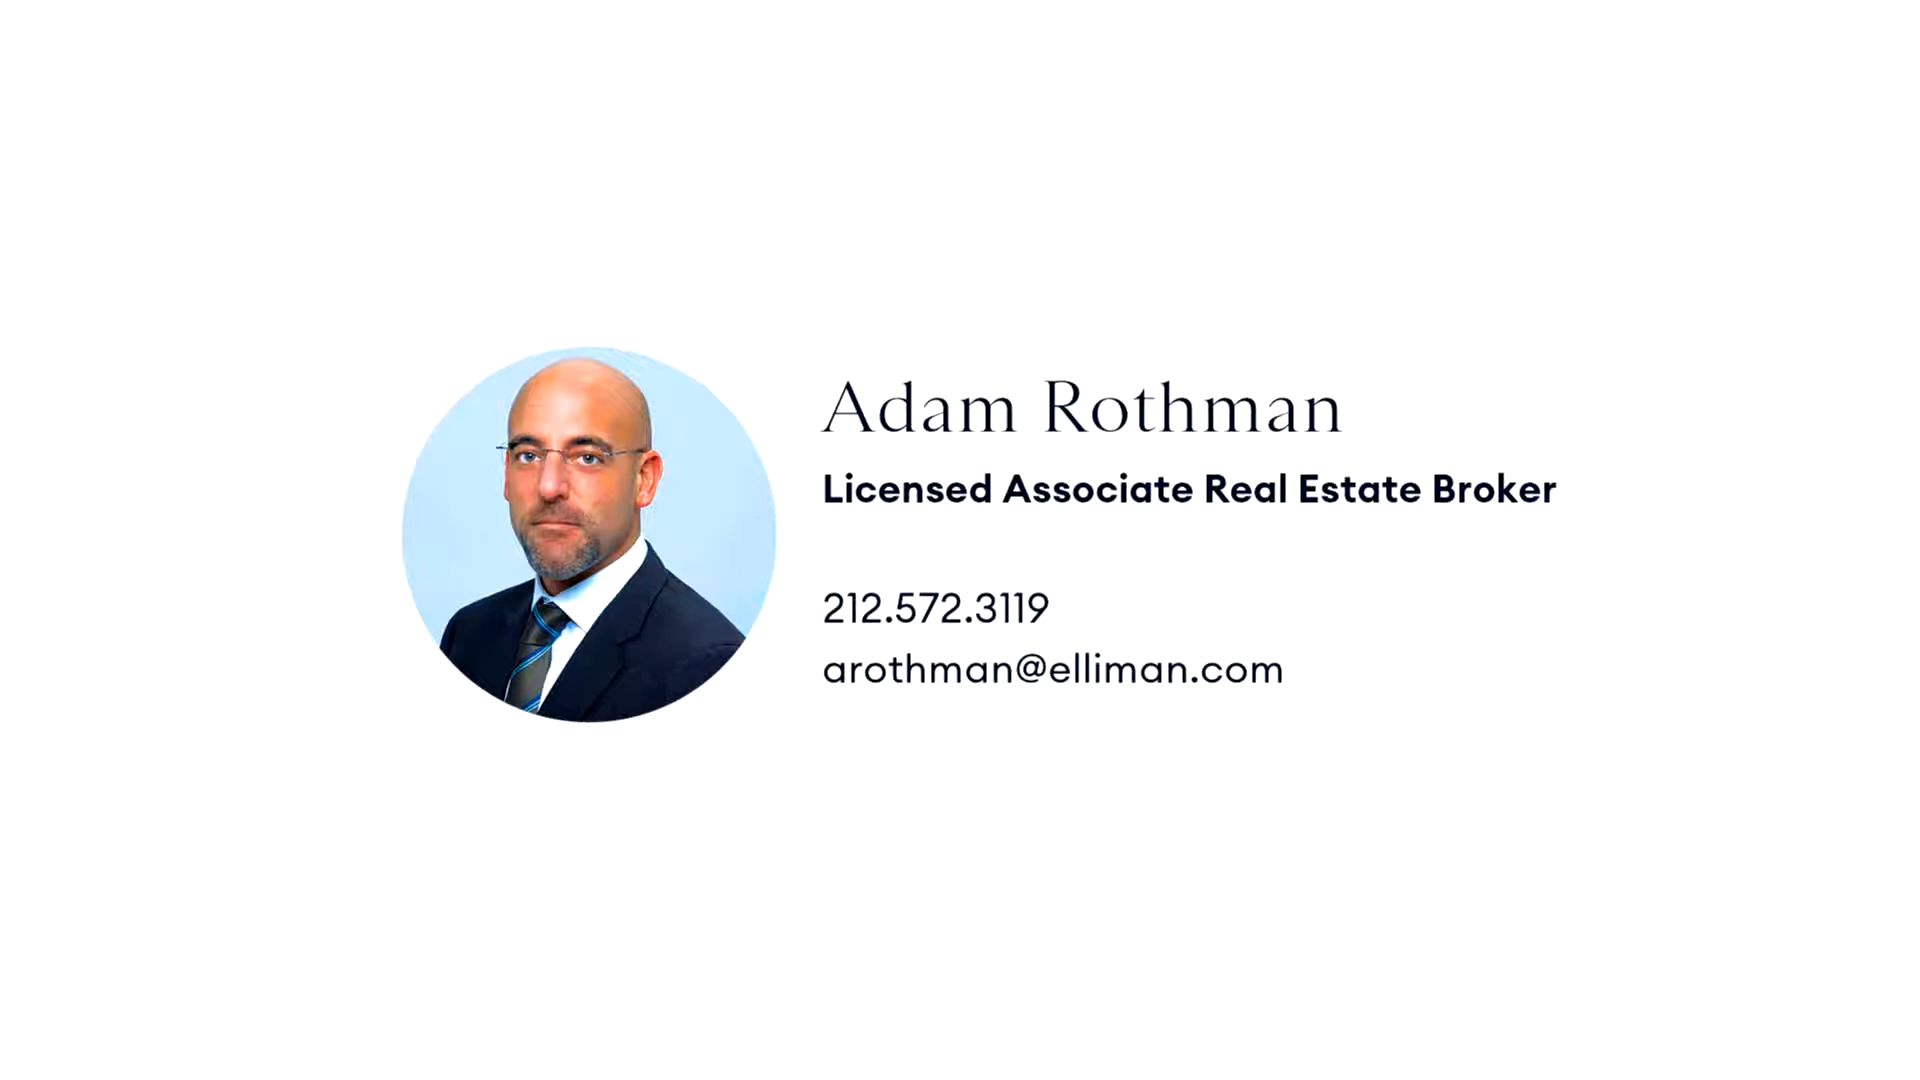 Adam Rothman
Licensed Associate Real Estate Broker
212.572.3119
arothman@elliman.com